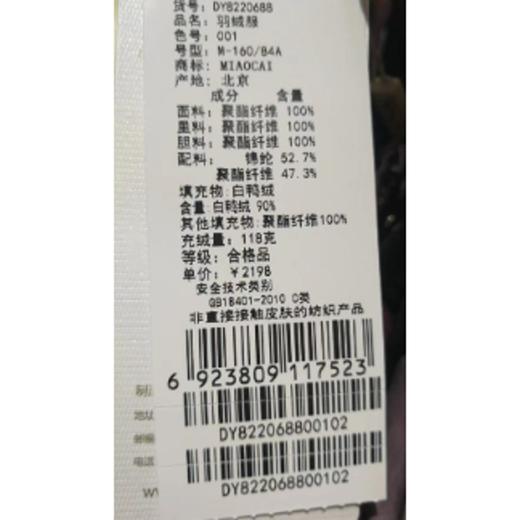 货号: DY8220688
品名: 羽绒服
色号: 001
号型: M-160/84A
商标: MIAOCAI
产地: 北京
成分 含量
面料: 聚酯纤维 100%
里料: 聚酯纤维 100%
胆料: 聚酯纤维 100%
配料: 锦纶 52.7%
聚酯纤维 47.3%
填充物: 白鸭绒
含量: 白鸭绒 90%
其他填充物: 聚酯纤维100%
充绒量: 118克
等级: 合格品
单价: ￥2198
安全技术类别
GB18401-2010 C类
非直接接触皮肤的纺织产品
6 923809 117523
DY822068800102
DY822068800102
地址
邮编
电话